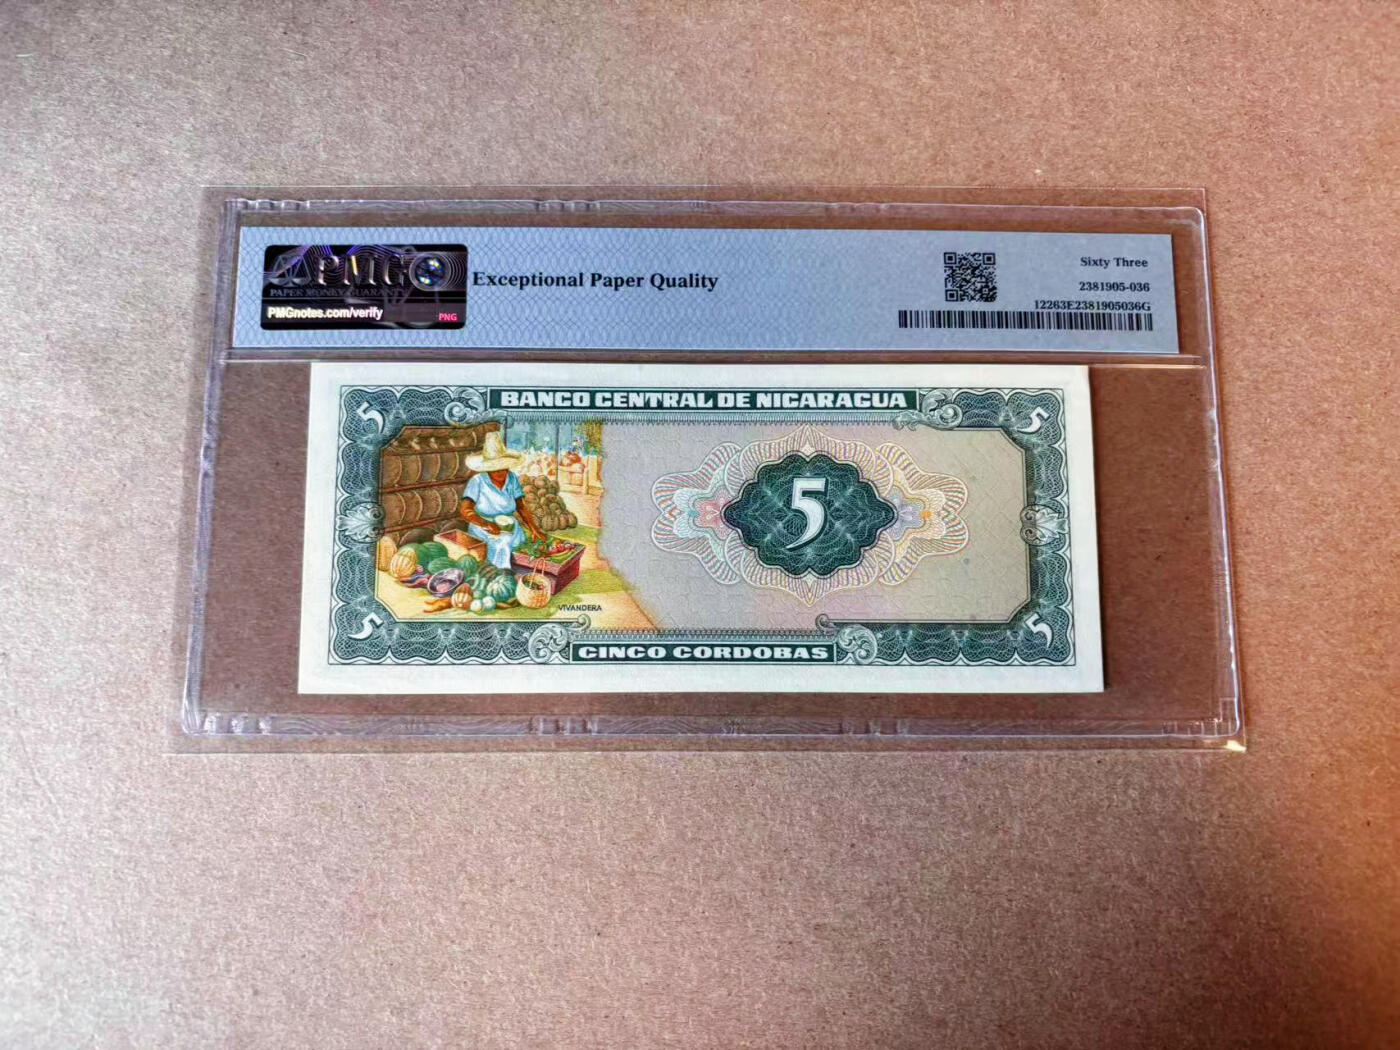 PMG
PAPER MONEY GUARANTY
PMGnotes.com/verify
PNG
Exceptional Paper Quality
Sixty Three
2381905-036
12263E2381905036G
5
BANCO CENTRAL DE NICARAGUA
5
5
VIVANDERA
5
CINCO CORDOBAS
5